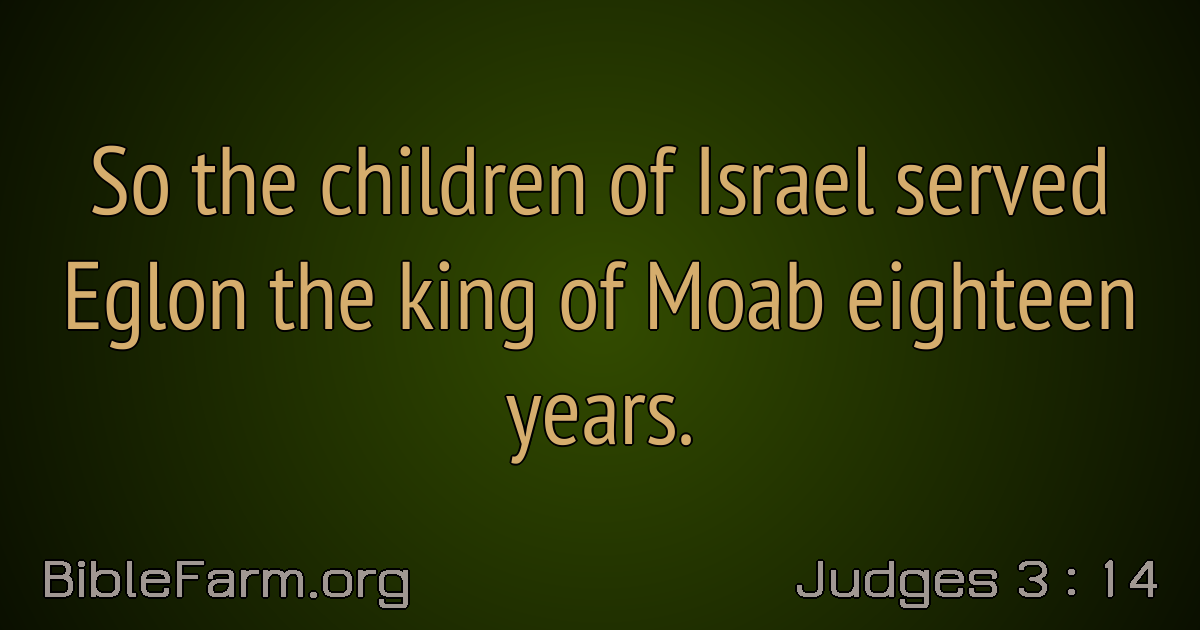 So the children of Israel served
Eglon the king of Moab eighteen
years.
BibleFarm.org
Judges 3 : 14